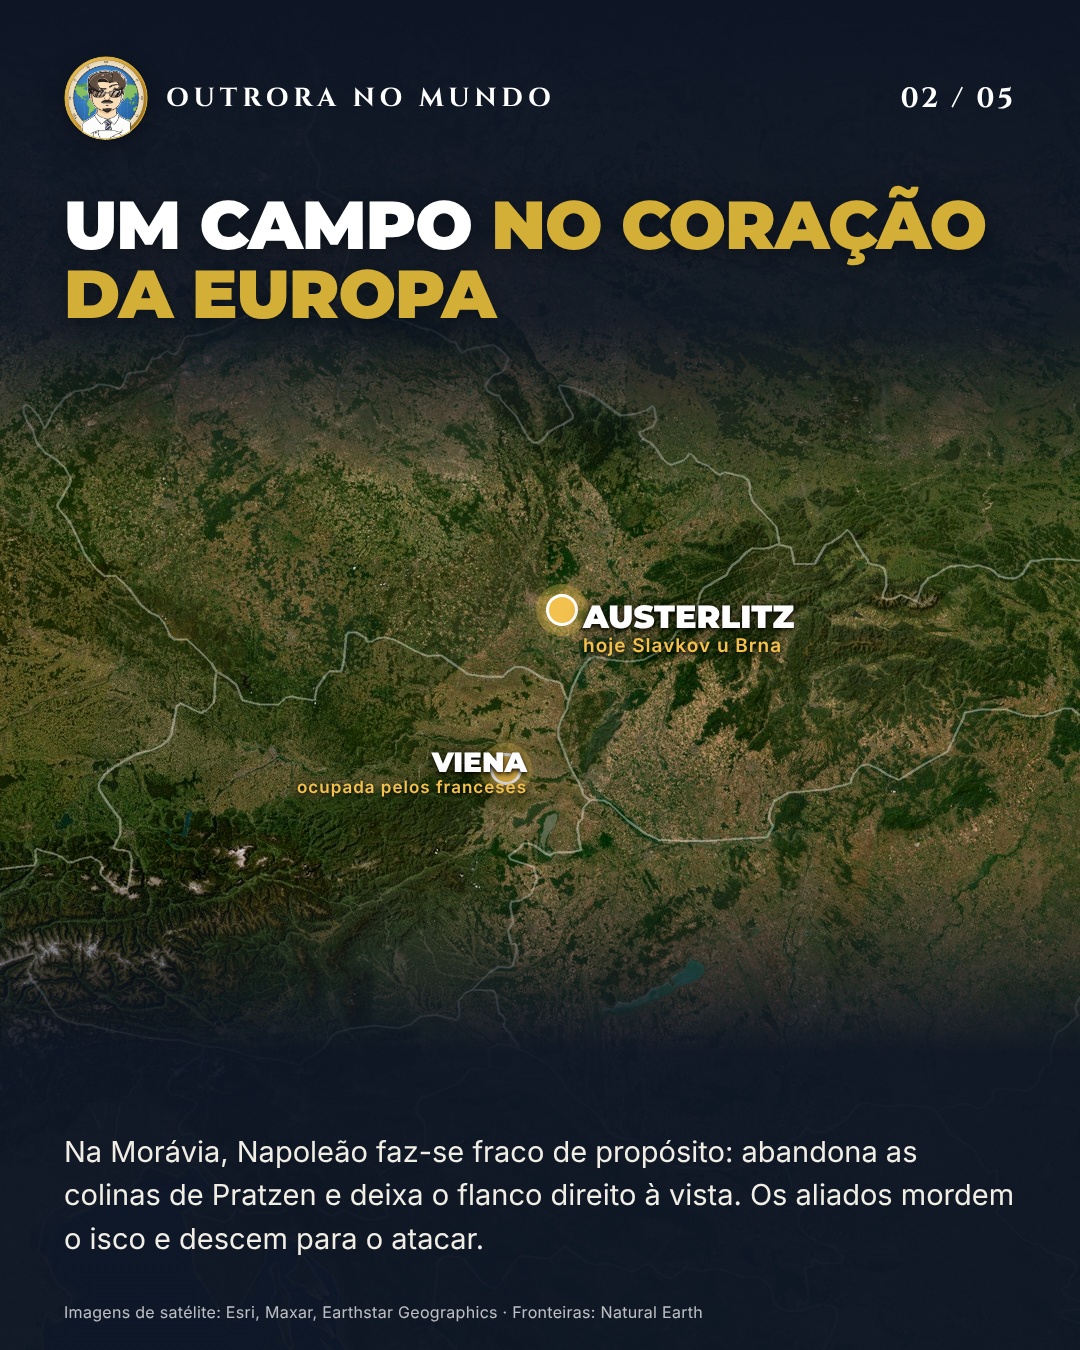 OUTRORA NO MUNDO
02 / 05
UM CAMPO NO CORAÇÃO
DA EUROPA
AUSTERLITZ
hoje Slavkov u Brna
VIENA
ocupada pelos franceses
Na Morávia, Napoleão faz-se fraco de propósito: abandona as
colinas de Pratzen e deixa o flanco direito à vista. Os aliados mordem
o isco e descem para o atacar.
Imagens de satélite: Esri, Maxar, Earthstar Geographics · Fronteiras: Natural Earth